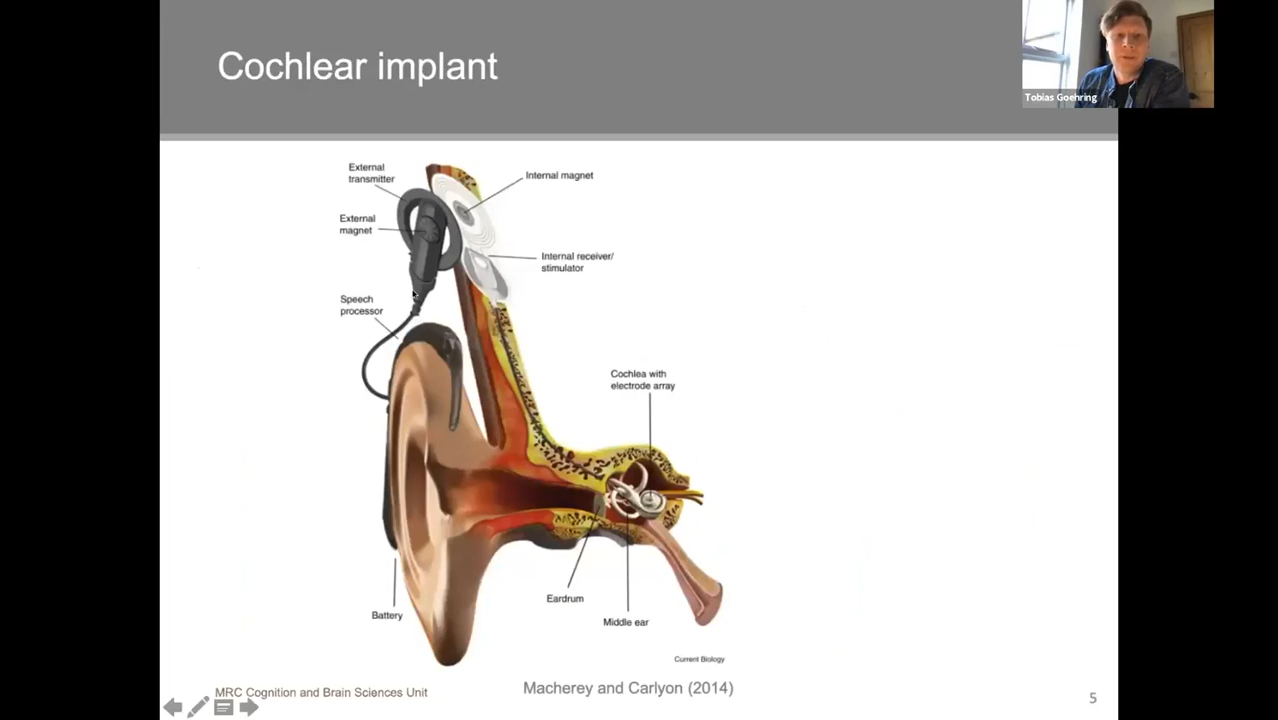 Cochlear implant
Tobias Goehring
External
transmitter
Internal magnet
External
magnet
Internal receiver/
stimulator
Speech
processor
Cochlea with
electrode array
Eardrum
Battery
Middle ear
Current Biology
MRC Cognition and Brain Sciences Unit
Macherey and Carlyon (2014)
5